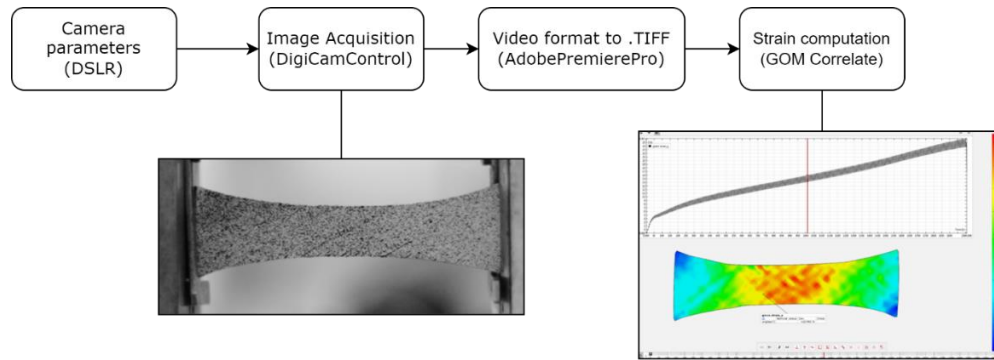 Camera
parameters
(DSLR)
Image Acquisition
(DigiCamControl)
Video format to .TIFF
(AdobePremierePro)
Strain computation
(GOM Correlate)